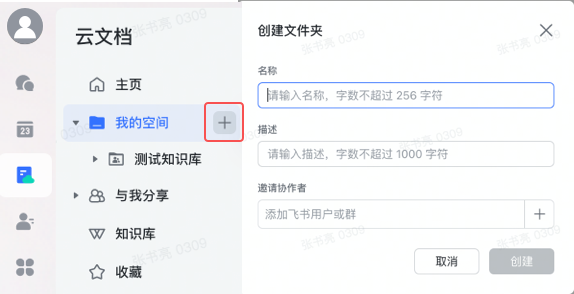 云文档
主页
23
我的空间
测试知识库
与我分享
知识库
收藏
创建文件夹
名称
请输入名称，字数不超过 256 字符
描述
请输入描述，字数不超过 1000 字符
邀请协作者
添加飞书用户或群
取消
创建
张书亮 0309